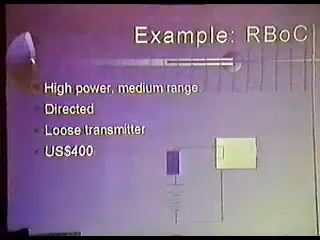 Example: RBoC
High power, medium range
Directed
Loose transmitter
US$400